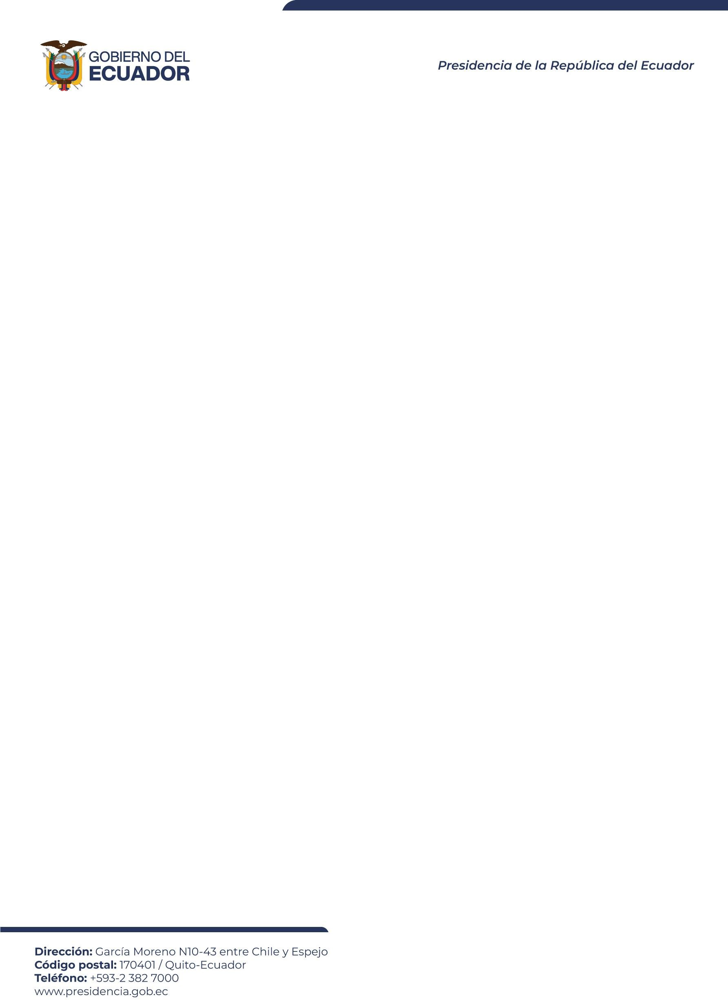 GOBIERNO DEL
ECUADOR
Presidencia de la República del Ecuador
Dirección: García Moreno N10-43 entre Chile y Espejo
Código postal: 170401 / Quito-Ecuador
Teléfono: +593-2 382 7000
www.presidencia.gob.ec